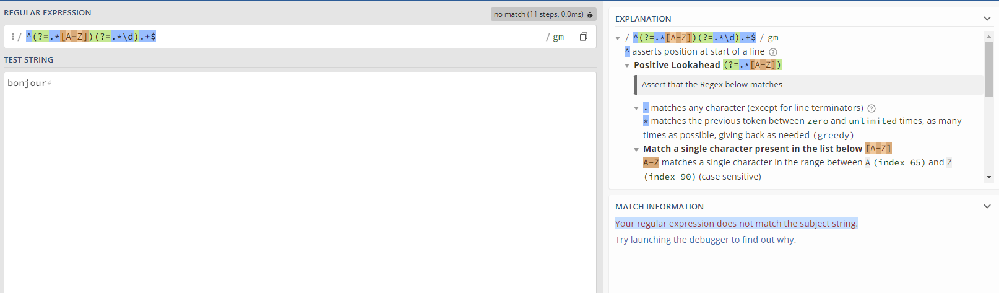 REGULAR EXPRESSION
no match (11 steps, 0.0ms)
/ ^(?=.*[A-Z])(?=.*\d).+$ / gm
TEST STRING
bonjour↵
EXPLANATION
/ ^(?=.*[A-Z])(?=.*\d).+$ / gm
^ asserts position at start of a line ?
Positive Lookahead (?=.*[A-Z])
Assert that the Regex below matches
. matches any character (except for line terminators) ?
* matches the previous token between zero and unlimited times, as many
times as possible, giving back as needed (greedy)
Match a single character present in the list below [A-Z]
A-Z matches a single character in the range between A (index 65) and Z
(index 90) (case sensitive)
MATCH INFORMATION
Your regular expression does not match the subject string.
Try launching the debugger to find out why.